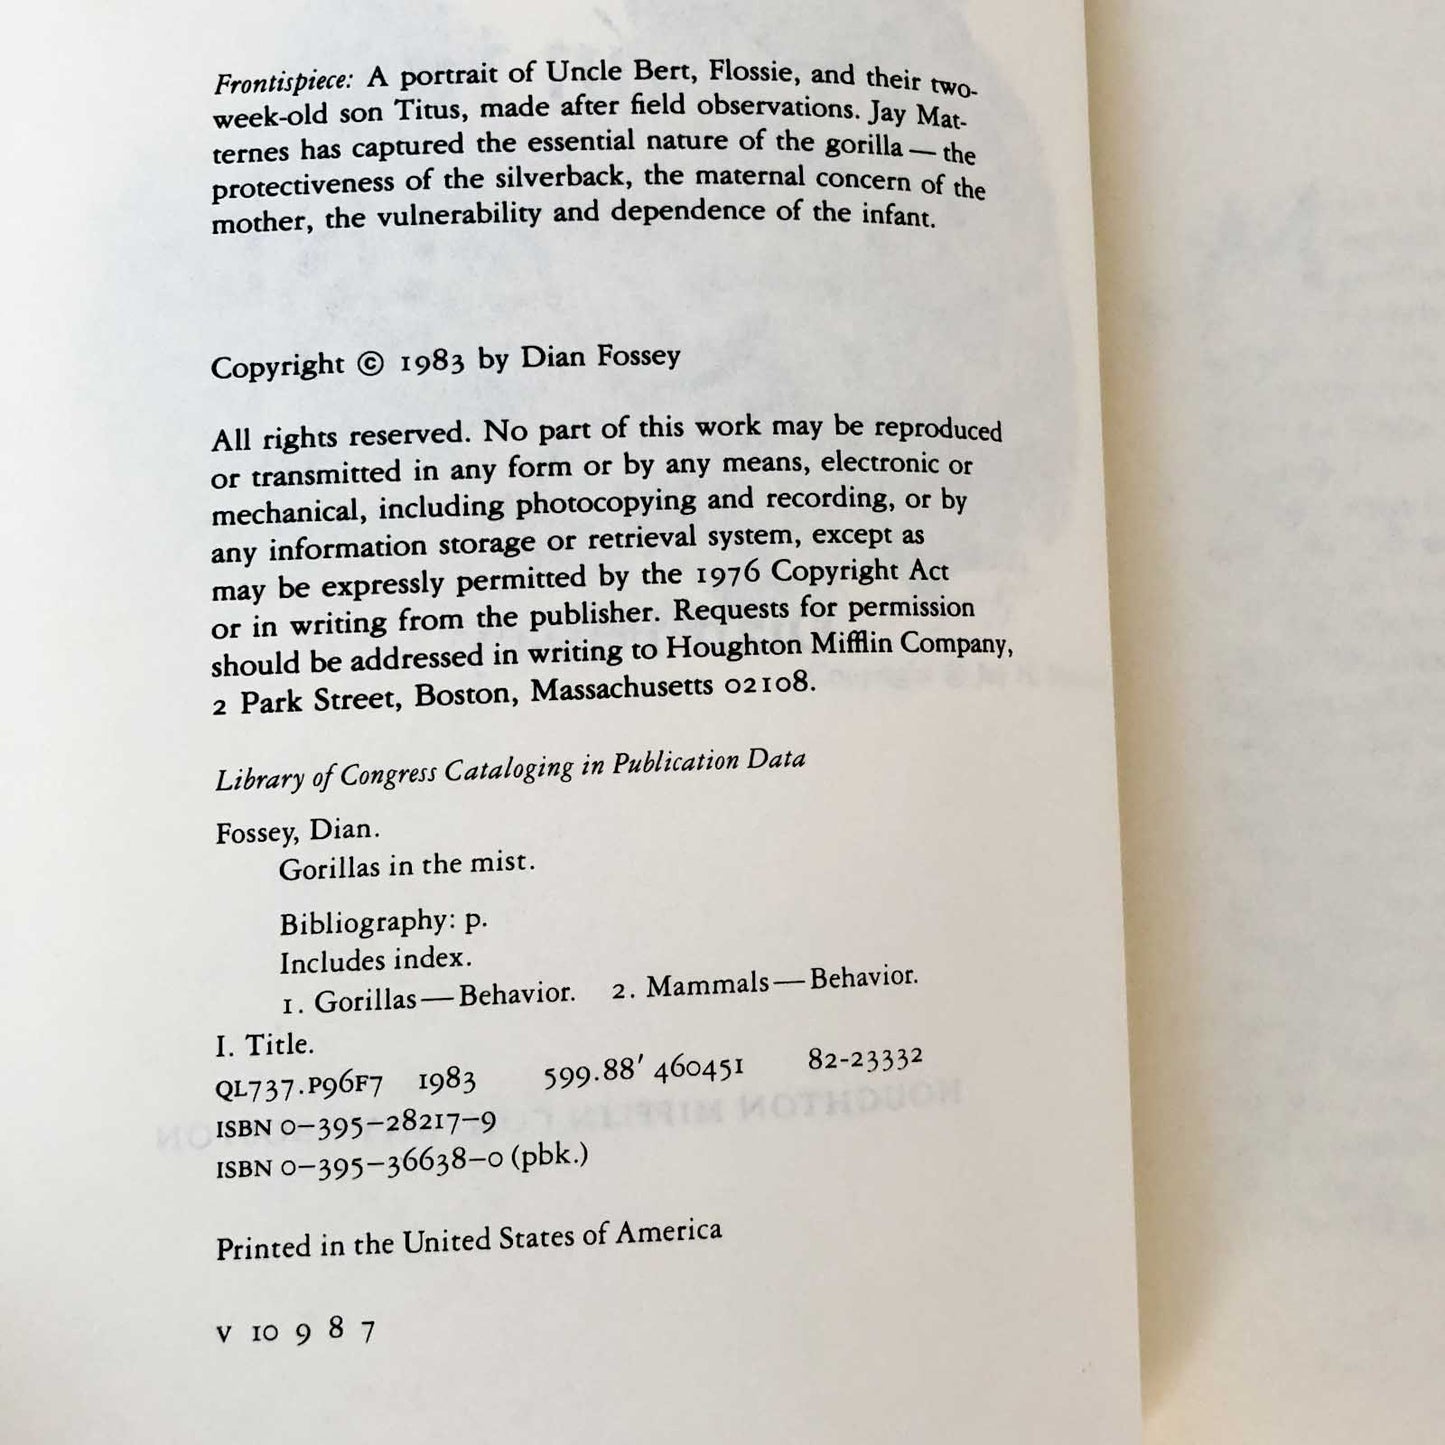 Frontispiece: A portrait of Uncle Bert, Flossie, and their two-
week-old son Titus, made after field observations. Jay Mat-
ternes has captured the essential nature of the gorilla — the
protectiveness of the silverback, the maternal concern of the
mother, the vulnerability and dependence of the infant.
Copyright © 1983 by Dian Fossey
All rights reserved. No part of this work may be reproduced
or transmitted in any form or by any means, electronic or
mechanical, including photocopying and recording, or by
any information storage or retrieval system, except as
may be expressly permitted by the 1976 Copyright Act
or in writing from the publisher. Requests for permission
should be addressed in writing to Houghton Mifflin Company,
2 Park Street, Boston, Massachusetts 02108.
Library of Congress Cataloging in Publication Data
Fossey, Dian.
Gorillas in the mist.
Bibliography: p.
Includes index.
1. Gorillas — Behavior. 2. Mammals — Behavior.
I. Title.
QL737.P96F7 1983 599.88′ 460451 82-23332
ISBN 0-395-28217-9
ISBN 0-395-36638-0 (pbk.)
Printed in the United States of America
V 10 9 8 7